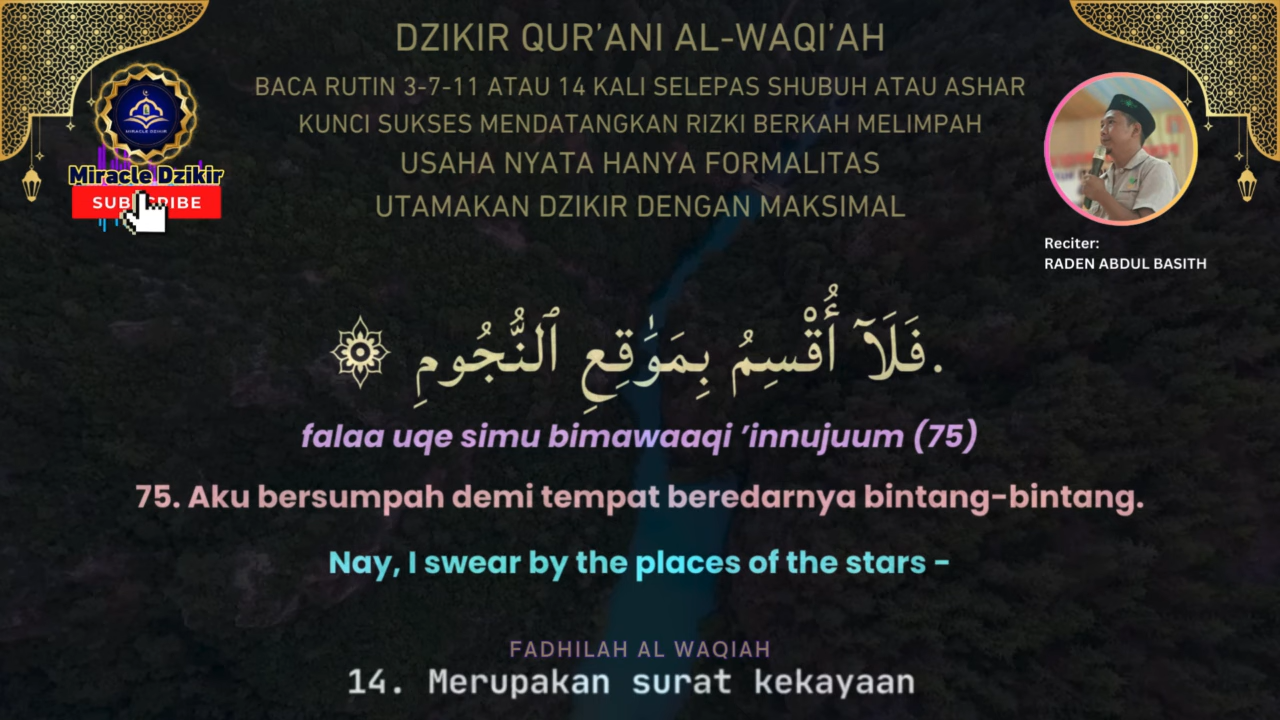 DZIKIR QUR'ANI AL-WAQI'AH
BACA RUTIN 3-7-11 ATAU 14 KALI SELEPAS SHUBUH ATAU ASHAR
KUNCI SUKSES MENDATANGKAN RIZKI BERKAH MELIMPAH
USAHA NYATA HANYA FORMALITAS
UTAMAKAN DZIKIR DENGAN MAKSIMAL
MIRACLE DZIKIR
Miracle Dzikir
SUBSCRIBE
Reciter:
RADEN ABDUL BASITH
.فَلَآ أُقْسِمُ بِمَوَٰقِعِ ٱلنُّجُومِ ۞
falaa uqe simu bimawaaqi ’innujuum (75)
75. Aku bersumpah demi tempat beredarnya bintang-bintang.
Nay, I swear by the places of the stars -
FADHILAH AL WAQIAH
14. Merupakan surat kekayaan